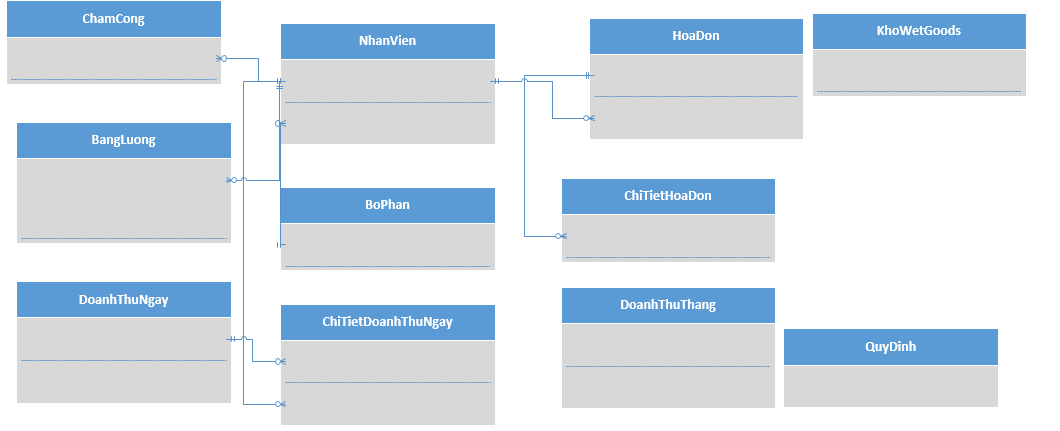 ChamCong
NhanVien
HoaDon
KhoWetGoods
BangLuong
BoPhan
ChiTietHoaDon
DoanhThuNgay
ChiTietDoanhThuNgay
DoanhThuThang
QuyDinh